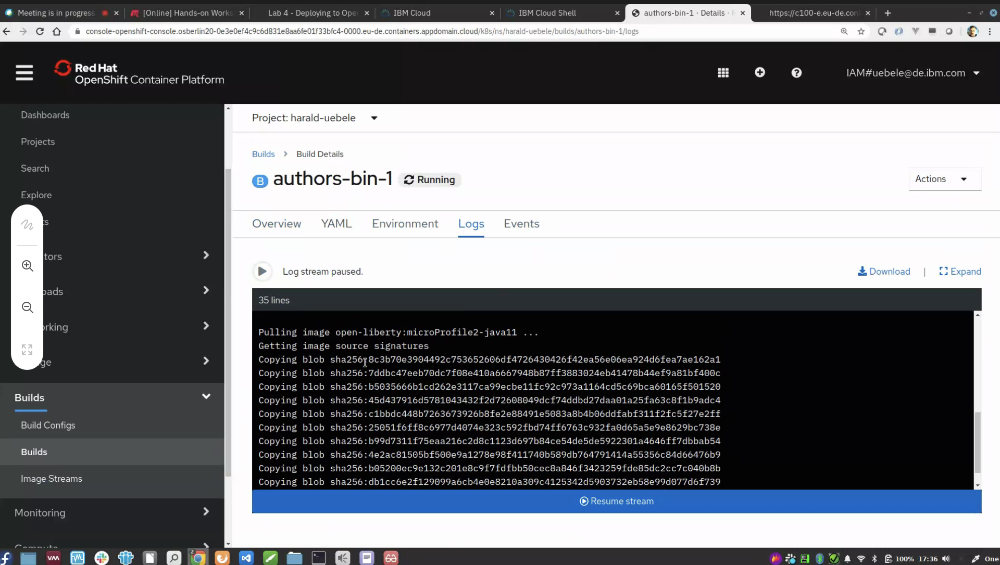 Meeting is in progress.
[Online] Hands-on Works
Lab 4 - Deploying to Ope
IBM Cloud
IBM Cloud Shell
authors-bin-1 · Details ·
https://c100-e.eu-de.con
console-openshift-console.osberlin20-0e3e0ef4c9c6d831e8aa6fe01f33bfc4-0000.eu-de.containers.appdomain.cloud/k8s/ns/harald-uebele/builds/authors-bin-1/logs
Red Hat
OpenShift Container Platform
IAM#uebele@de.ibm.com
Dashboards
Projects
Search
Explore
ts
tors
oads
orking
ge
Builds
Build Configs
Builds
Image Streams
Monitoring
Compute
Project: harald-uebele
Builds > Build Details
B authors-bin-1 Running
Actions
Overview YAML Environment Logs Events
Log stream paused.
Download | Expand
35 lines
Pulling image open-liberty:microProfile2-java11 ...
Getting image source signatures
Copying blob sha256:8c3b70e3904492c753652606df4726430426f42ea56e06ea924d6fea7ae162a1
Copying blob sha256:7ddbc47eeb70dc7f08e410a6667948b87ff3883024eb41478b44ef9a81bf400c
Copying blob sha256:b5035666b1cd262e3117ca99ecbe11fc92c973a1164cd5c69bca60165f501520
Copying blob sha256:45d437916d5781043432f2d72608049dcf74ddbd27daa01a25fa63c8f1b9adc4
Copying blob sha256:c1bbdc448b7263673926b8fe2e88491e5083a8b4b06ddfabf311f2fc5f27e2ff
Copying blob sha256:25051f6ff8c6977d4074e323c592fbd74ff6763c932fa0d65a5e9e8629bc738e
Copying blob sha256:b99d7311f75eaa216c2d8c1123d697b84ce54de5de5922301a4646ff7dbbab54
Copying blob sha256:4e2ac81505bf500e9a1278e98f411740b589db764791414a55356c84d66476b9
Copying blob sha256:b05200ec9e132c201e8c9f7fdfbb50cec8a846f3423259fde85dc2cc7c040b8b
Copying blob sha256:db1cc6e2f129099a6cb4e0e8210a309c4125342d5903732eb58e99d077d6f739
Resume stream
vm
2
100% 17:36
One